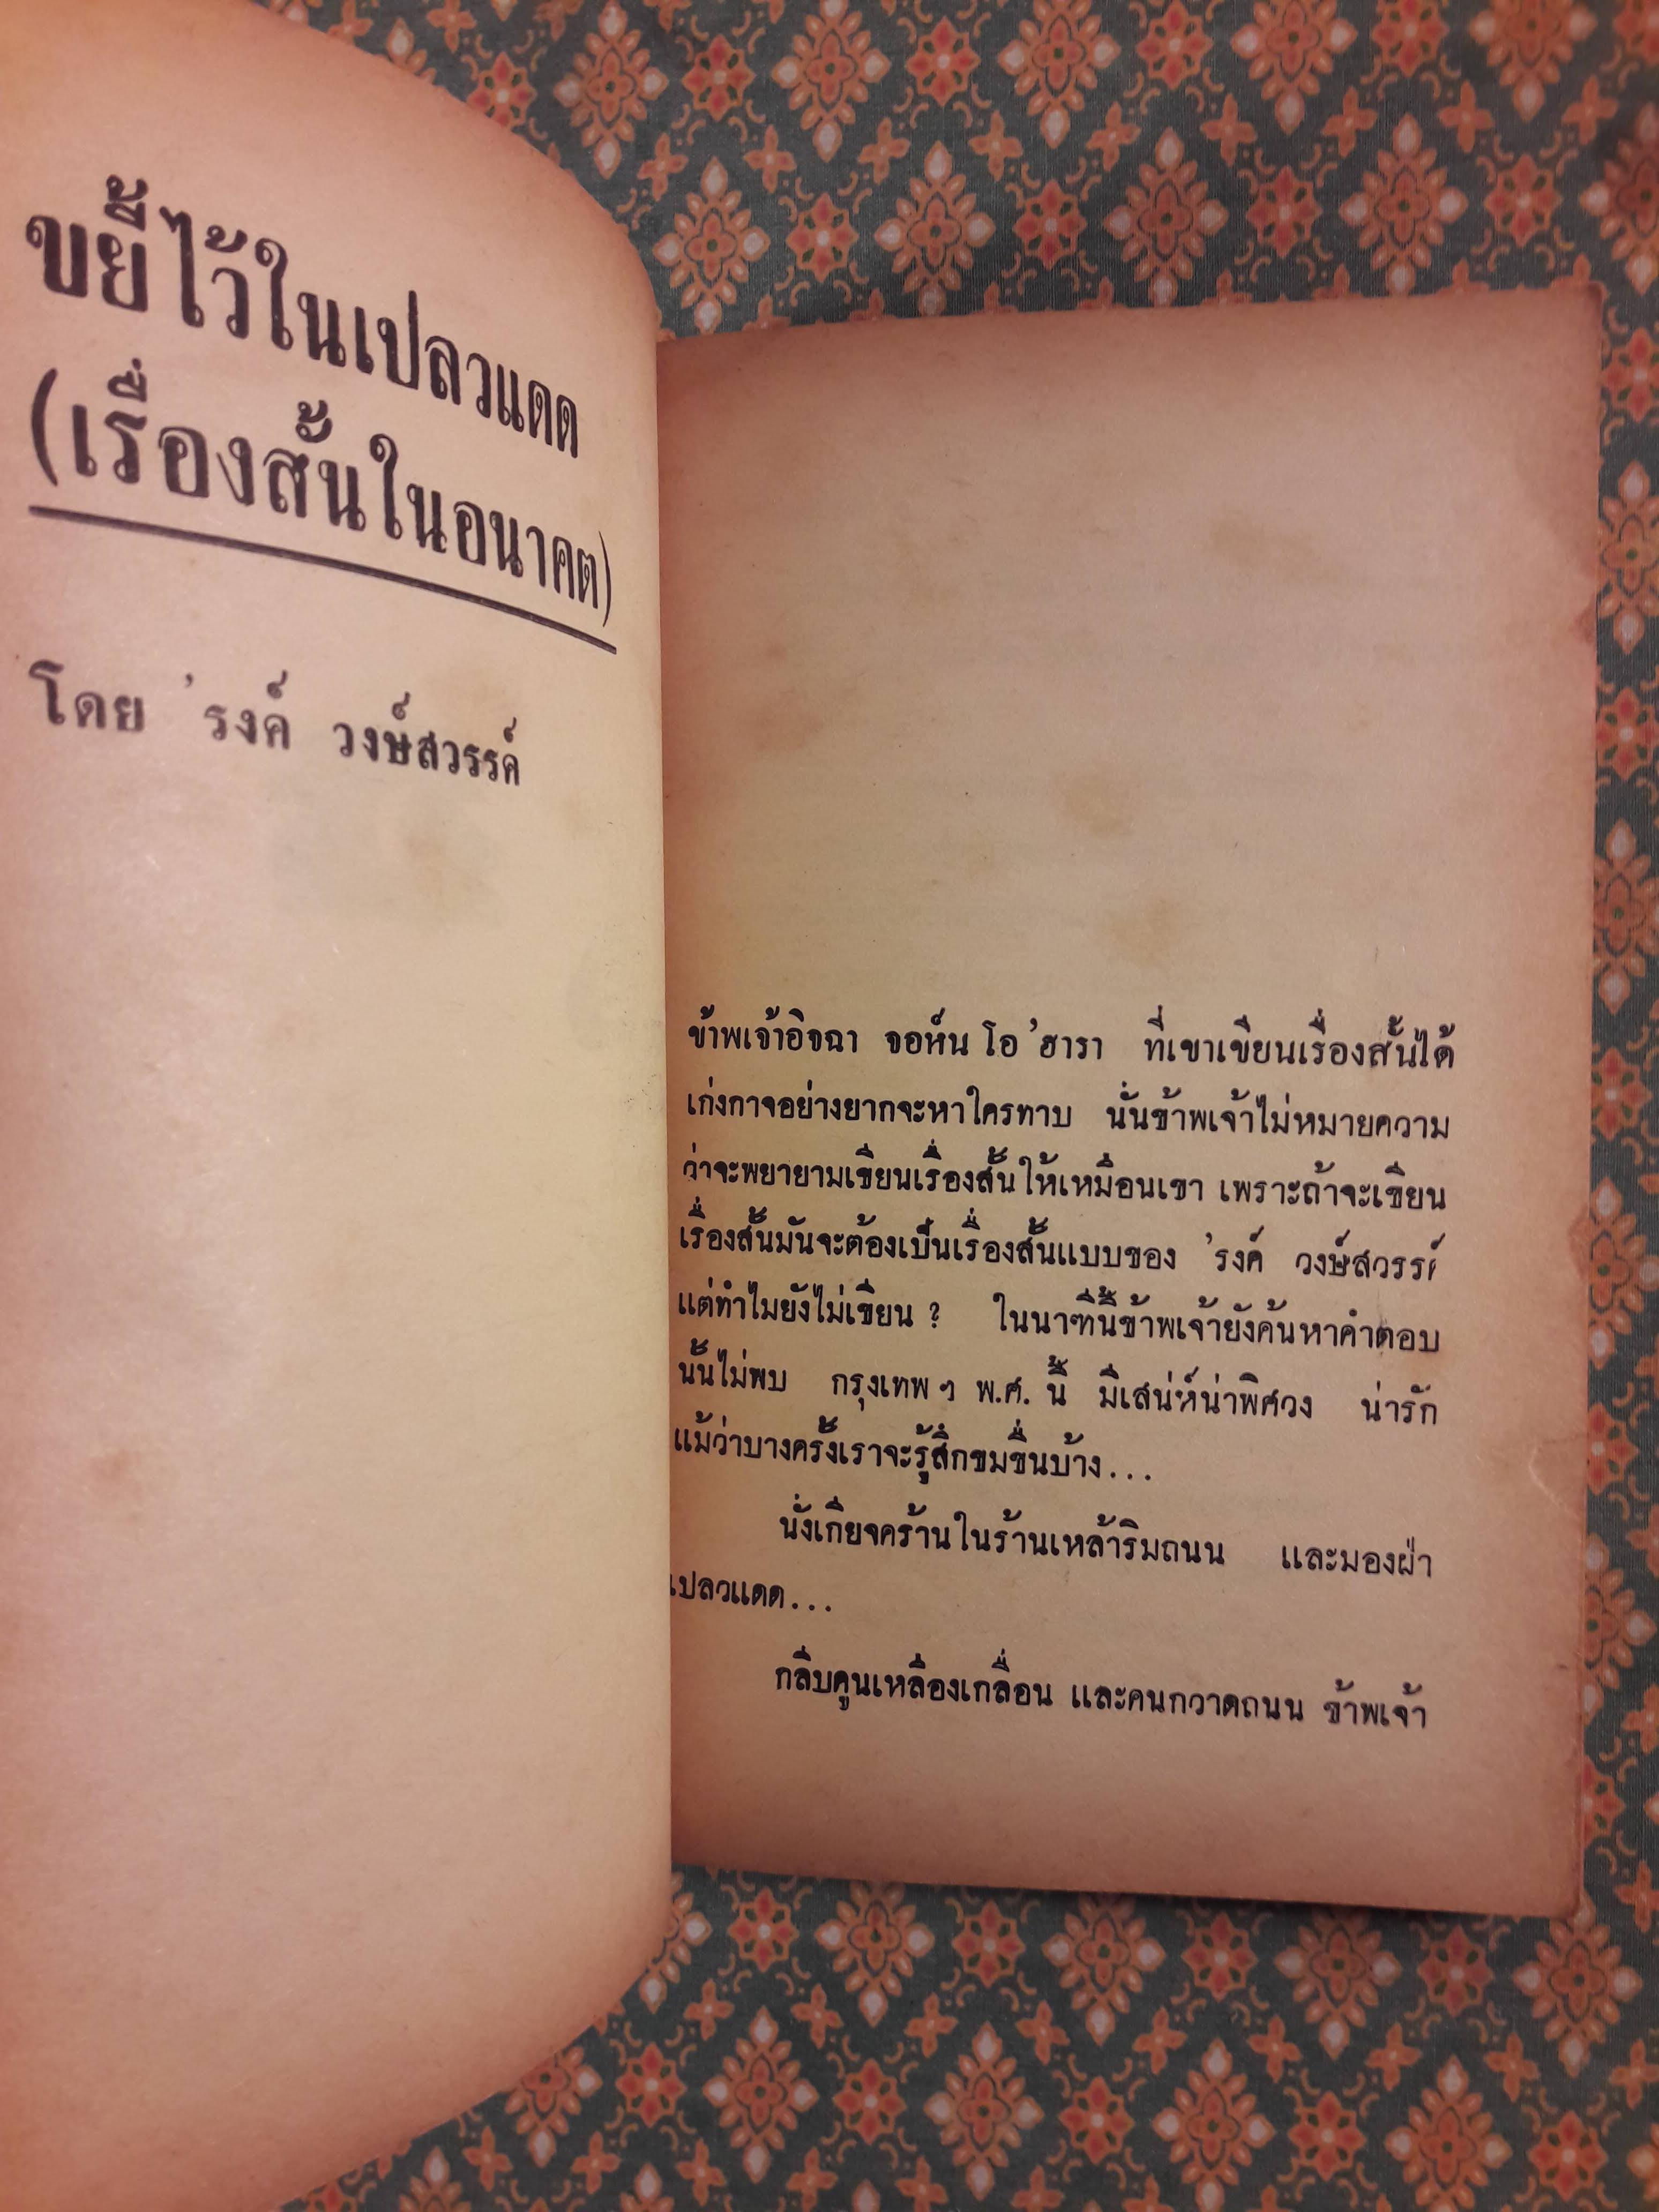 ขยี้ไว้ในเปลวแดด
(เรื่องสั้นในอนาคต)
โดย 'รงค์ วงษ์สวรรค์
ข้าพเจ้าอิจฉา จอห์น โอ'ฮารา ที่เขาเขียนเรื่องสั้นได้
เก่งกาจอย่างยากจะหาใครทาบ นั่นข้าพเจ้าไม่หมายความ
ว่าจะพยายามเขียนเรื่องสั้นให้เหมือนเขา เพราะถ้าจะเขียน
เรื่องสั้นมันจะต้องเป็นเรื่องสั้นแบบของ 'รงค์ วงษ์สวรรค์
แต่ทำไมยังไม่เขียน ? ในนาฑีนี้ข้าพเจ้ายังค้นหาคำตอบ
นั้นไม่พบ กรุงเทพ ๆ พ.ศ. นี้ มีเสน่ห์น่าพิศวง น่ารัก
แม้ว่าบางครั้งเราจะรู้สึกขมขื่นบ้าง...
นั่งเกียจคร้านในร้านเหล้าริมถนน และมองฝ่า
เปลวแดด...
กลีบคูนเหลืองเกลื่อน และคนกวาดถนน ข้าพเจ้า